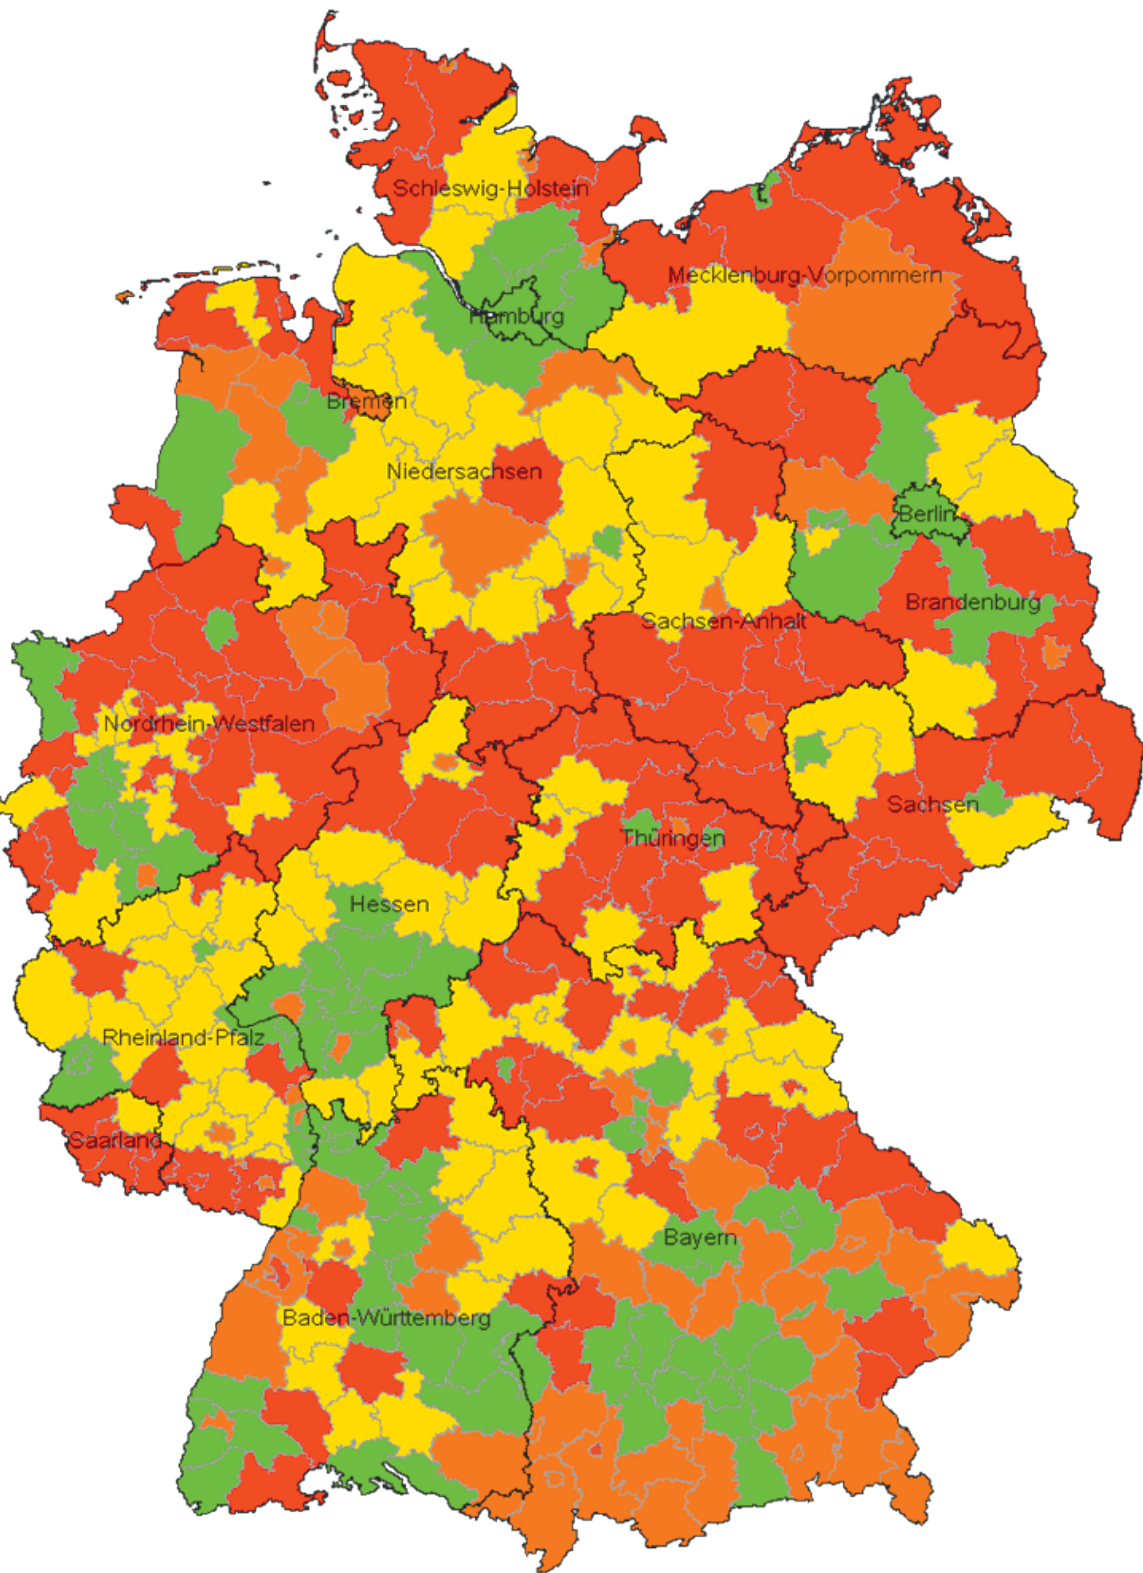 Schleswig-Holstein
Mecklenburg-Vorpommern
Hamburg
Bremen
Niedersachsen
Berlin
Brandenburg
Sachsen-Anhalt
Nordrhein-Westfalen
Sachsen
Thüringen
Hessen
Rheinland-Pfalz
Saarland
Bayern
Baden-Württemberg